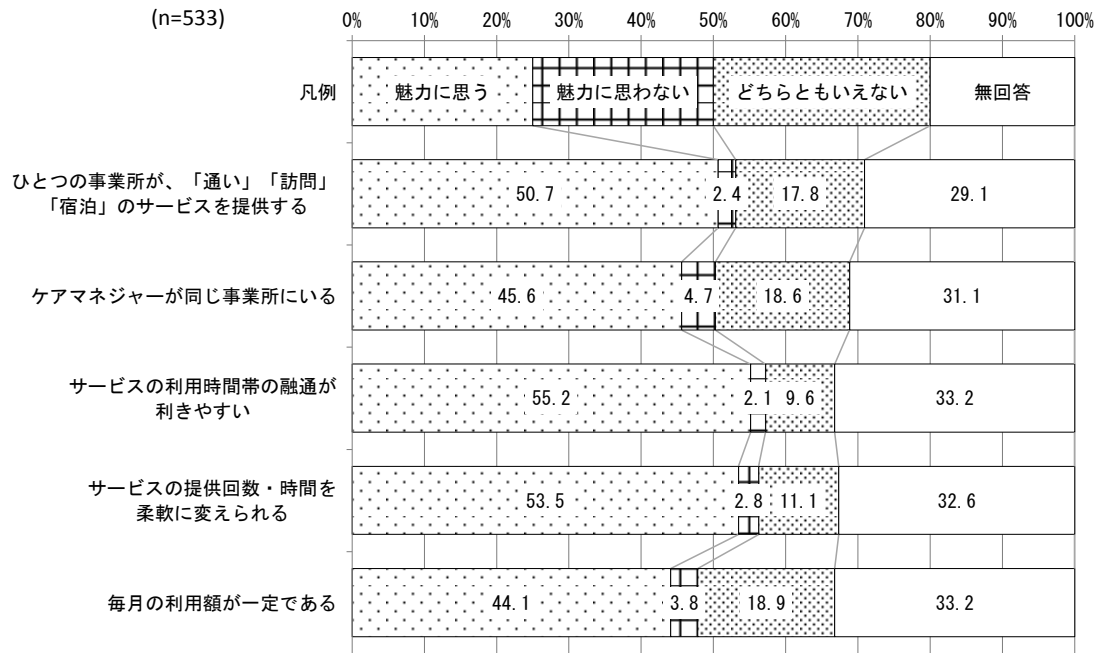 (n=533)
0% 10% 20% 30% 40% 50% 60% 70% 80% 90% 100%
凡例 魅力に思う 魅力に思わない どちらともいえない 無回答
ひとつの事業所が、「通い」「訪問」
「宿泊」のサービスを提供する
50.7 2.4 17.8 29.1
ケアマネジャーが同じ事業所にいる
45.6 4.7 18.6 31.1
サービスの利用時間帯の融通が
利きやすい
55.2 2.1 9.6 33.2
サービスの提供回数・時間を
柔軟に変えられる
53.5 2.8 11.1 32.6
毎月の利用額が一定である
44.1 3.8 18.9 33.2